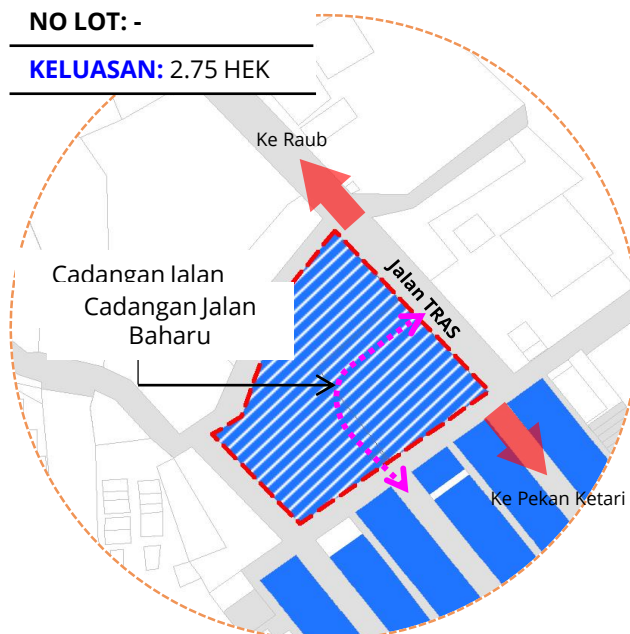 NO LOT: -
KELUASAN: 2.75 HEK
Ke Raub
Jalan TRAS
Cadangan Jalan
Cadangan Jalan
Baharu
Ke Pekan Ketari